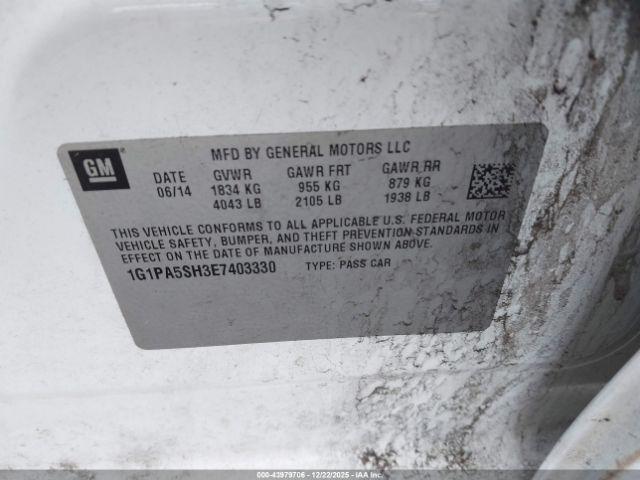 GM
MFD BY GENERAL MOTORS LLC
DATE GVWR GAWR FRT GAWR RR
06/14 1834 KG 955 KG 879 KG
4043 LB 2105 LB 1938 LB
THIS VEHICLE CONFORMS TO ALL APPLICABLE U.S. FEDERAL MOTOR
VEHICLE SAFETY, BUMPER, AND THEFT PREVENTION STANDARDS IN
EFFECT ON THE DATE OF MANUFACTURE SHOWN ABOVE.
1G1PA5SH3E7403330 TYPE: PASS CAR
000-43979706 - 12/22/2025 - IAAI.COM